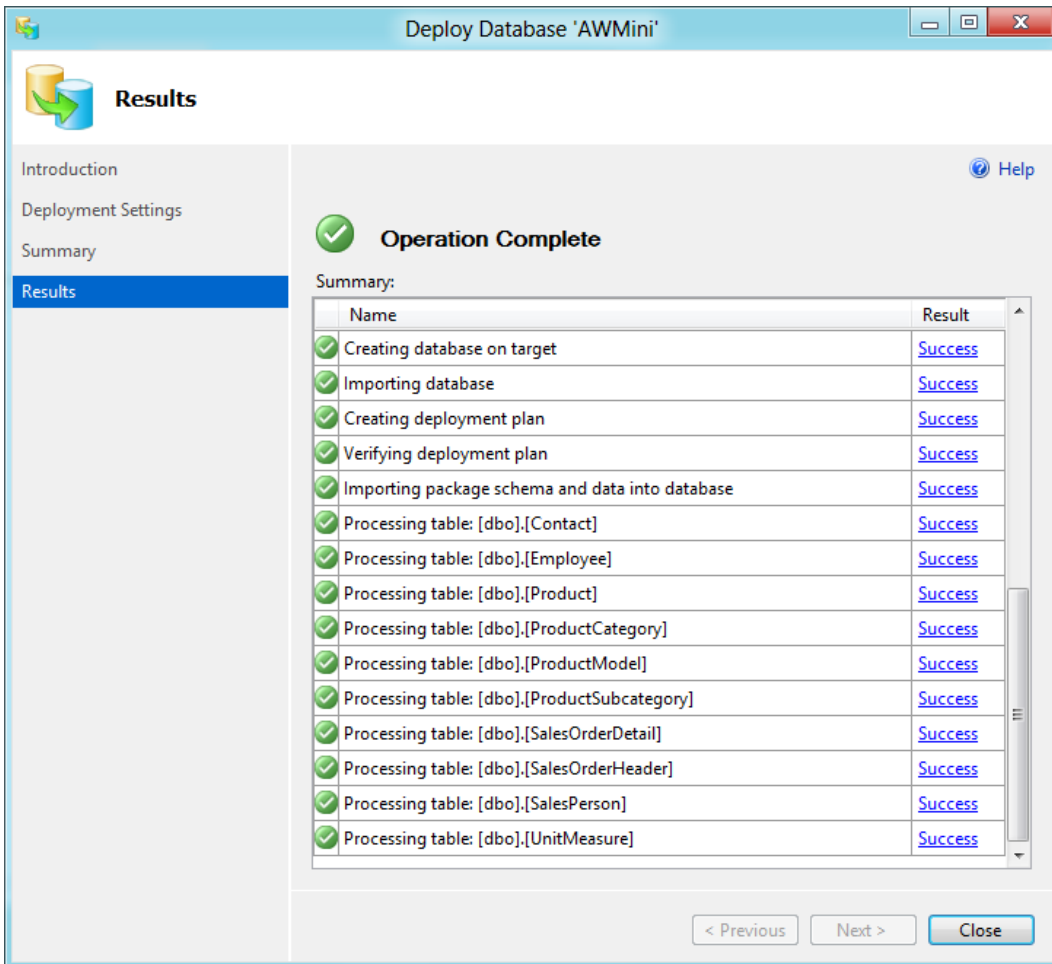 Deploy Database 'AWMini'
Results
Introduction
Deployment Settings
Summary
Results
Help
Operation Complete
Summary:
Name Result
Creating database on target Success
Importing database Success
Creating deployment plan Success
Verifying deployment plan Success
Importing package schema and data into database Success
Processing table: [dbo].[Contact] Success
Processing table: [dbo].[Employee] Success
Processing table: [dbo].[Product] Success
Processing table: [dbo].[ProductCategory] Success
Processing table: [dbo].[ProductModel] Success
Processing table: [dbo].[ProductSubcategory] Success
Processing table: [dbo].[SalesOrderDetail] Success
Processing table: [dbo].[SalesOrderHeader] Success
Processing table: [dbo].[SalesPerson] Success
Processing table: [dbo].[UnitMeasure] Success
< Previous Next > Close